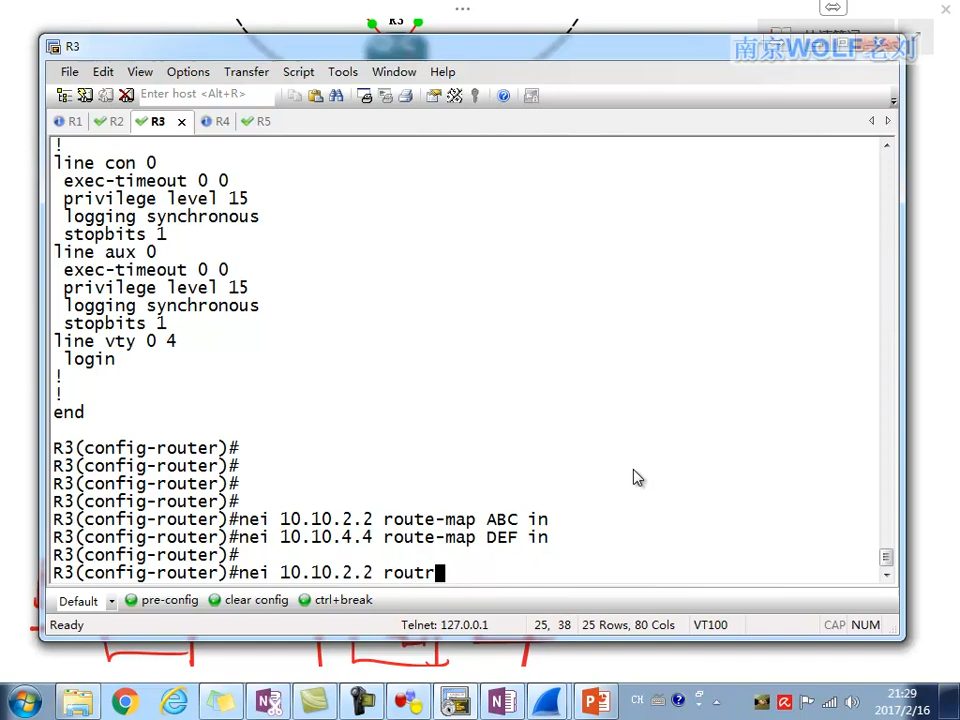 R3
R3
南京WOLF老刘
File Edit View Options Transfer Script Tools Window Help
Enter host <Alt+R>
R1 R2 R3 R4 R5
!
line con 0
exec-timeout 0 0
privilege level 15
logging synchronous
stopbits 1
line aux 0
exec-timeout 0 0
privilege level 15
logging synchronous
stopbits 1
line vty 0 4
login
!
!
end
R3(config-router)#
R3(config-router)#
R3(config-router)#
R3(config-router)#
R3(config-router)#nei 10.10.2.2 route-map ABC in
R3(config-router)#nei 10.10.4.4 route-map DEF in
R3(config-router)#
R3(config-router)#nei 10.10.2.2 routr
Default pre-config clear config ctrl+break
Ready Telnet: 127.0.0.1 25, 38 25 Rows, 80 Cols VT100 CAP NUM
CH
21:29
2017/2/16